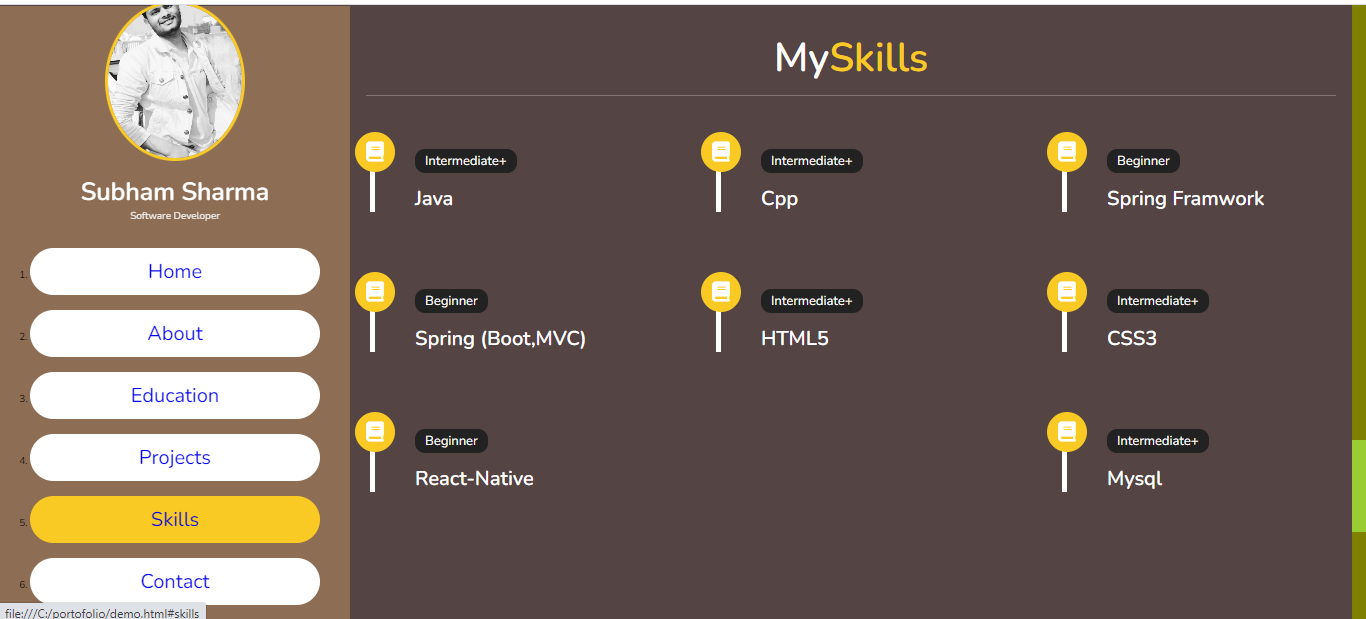 Subham Sharma
Software Developer
1. Home
2. About
3. Education
4. Projects
5. Skills
6. Contact
file:///C:/portofolio/demo.html#skills
MySkills
Intermediate+
Java
Intermediate+
Cpp
Beginner
Spring Framwork
Beginner
Spring (Boot,MVC)
Intermediate+
HTML5
Intermediate+
CSS3
Beginner
React-Native
Intermediate+
Mysql